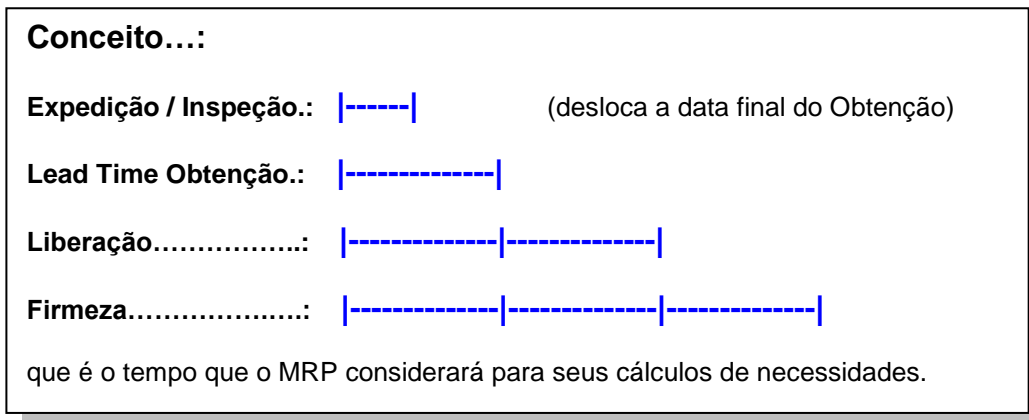 Conceito…:
Expedição / Inspeção.: |------| (desloca a data final do Obtenção)
Lead Time Obtenção.: |--------------|
Liberação……………..: |--------------|--------------|
Firmeza…………….….: |--------------|--------------|--------------|
que é o tempo que o MRP considerará para seus cálculos de necessidades.